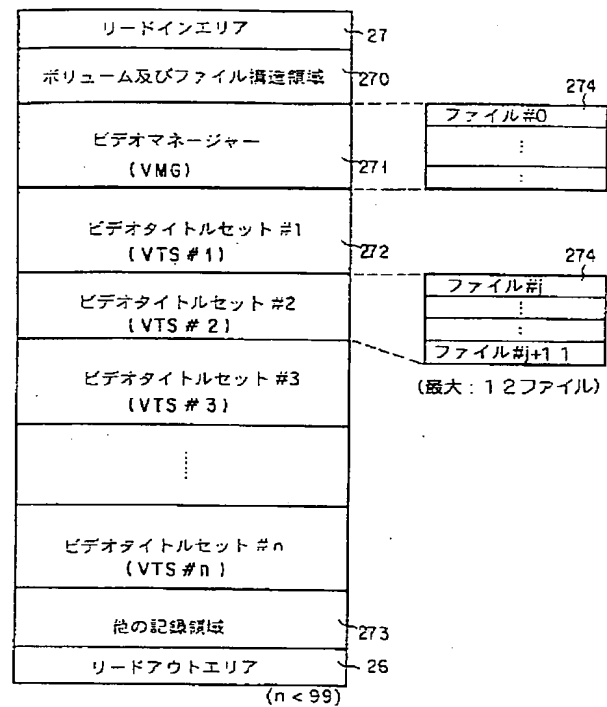 リードインエリア
27
ボリューム及びファイル構造領域
270
274
ファイル#0
⋮
:
ビデオマネージャー
(VMG)
271
ビデオタイトルセット #1
(VTS #1)
272
274
ファイル#j
⋮
:
ファイル#j+11
(最大:12ファイル)
ビデオタイトルセット #2
(VTS # 2)
ビデオタイトルセット #3
(VTS # 3)
⋮
ビデオタイトルセット #n
(VTS #n)
他の記録領域
273
リードアウトエリア
26
(n < 99)